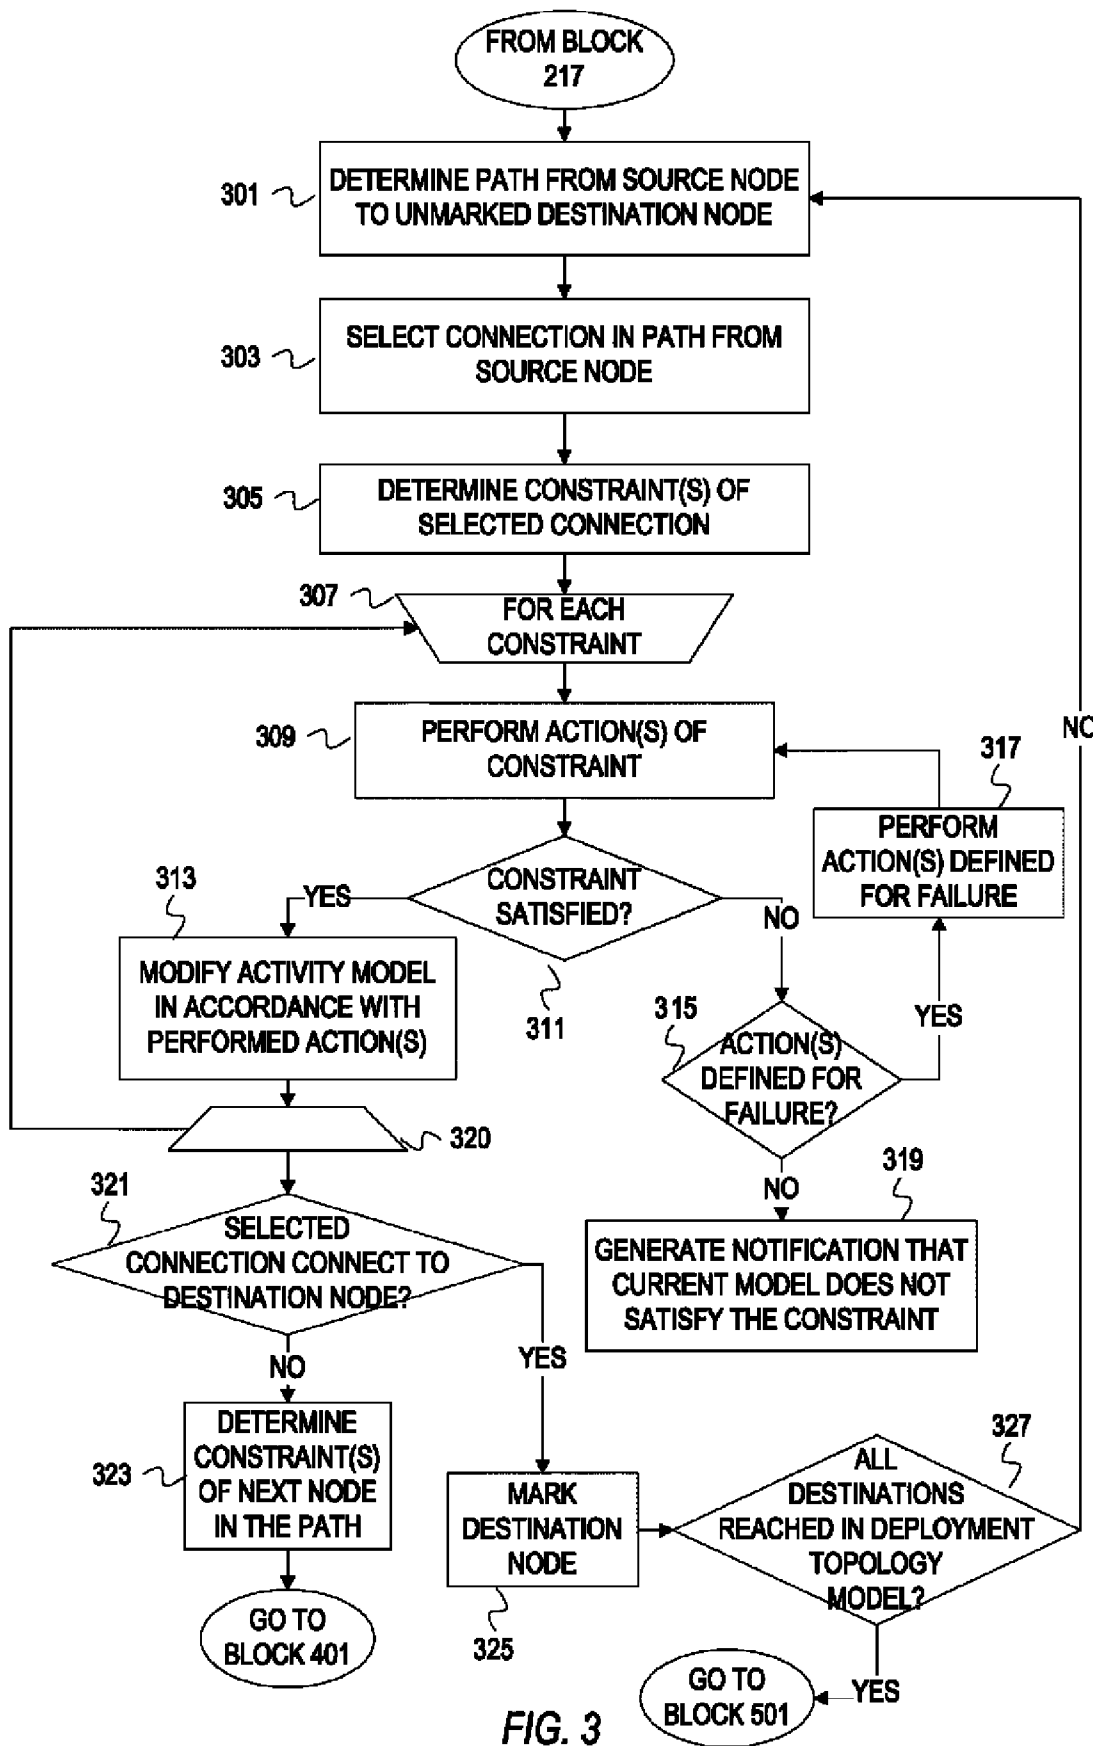 FROM BLOCK
217
301
DETERMINE PATH FROM SOURCE NODE
TO UNMARKED DESTINATION NODE
303
SELECT CONNECTION IN PATH FROM
SOURCE NODE
305
DETERMINE CONSTRAINT(S) OF
SELECTED CONNECTION
307
FOR EACH
CONSTRAINT
309
PERFORM ACTION(S) OF
CONSTRAINT
NO
317
PERFORM
ACTION(S) DEFINED
FOR FAILURE
313
YES
CONSTRAINT
SATISFIED?
NO
311
MODIFY ACTIVITY MODEL
IN ACCORDANCE WITH
PERFORMED ACTION(S)
315
YES
ACTION(S)
DEFINED FOR
FAILURE?
320
NO
319
GENERATE NOTIFICATION THAT
CURRENT MODEL DOES NOT
SATISFY THE CONSTRAINT
321
SELECTED
CONNECTION CONNECT TO
DESTINATION NODE?
NO
YES
323
DETERMINE
CONSTRAINT(S)
OF NEXT NODE
IN THE PATH
GO TO
BLOCK 401
MARK
DESTINATION
NODE
325
327
ALL
DESTINATIONS
REACHED IN DEPLOYMENT
TOPOLOGY
MODEL?
YES
GO TO
BLOCK 501
FIG. 3